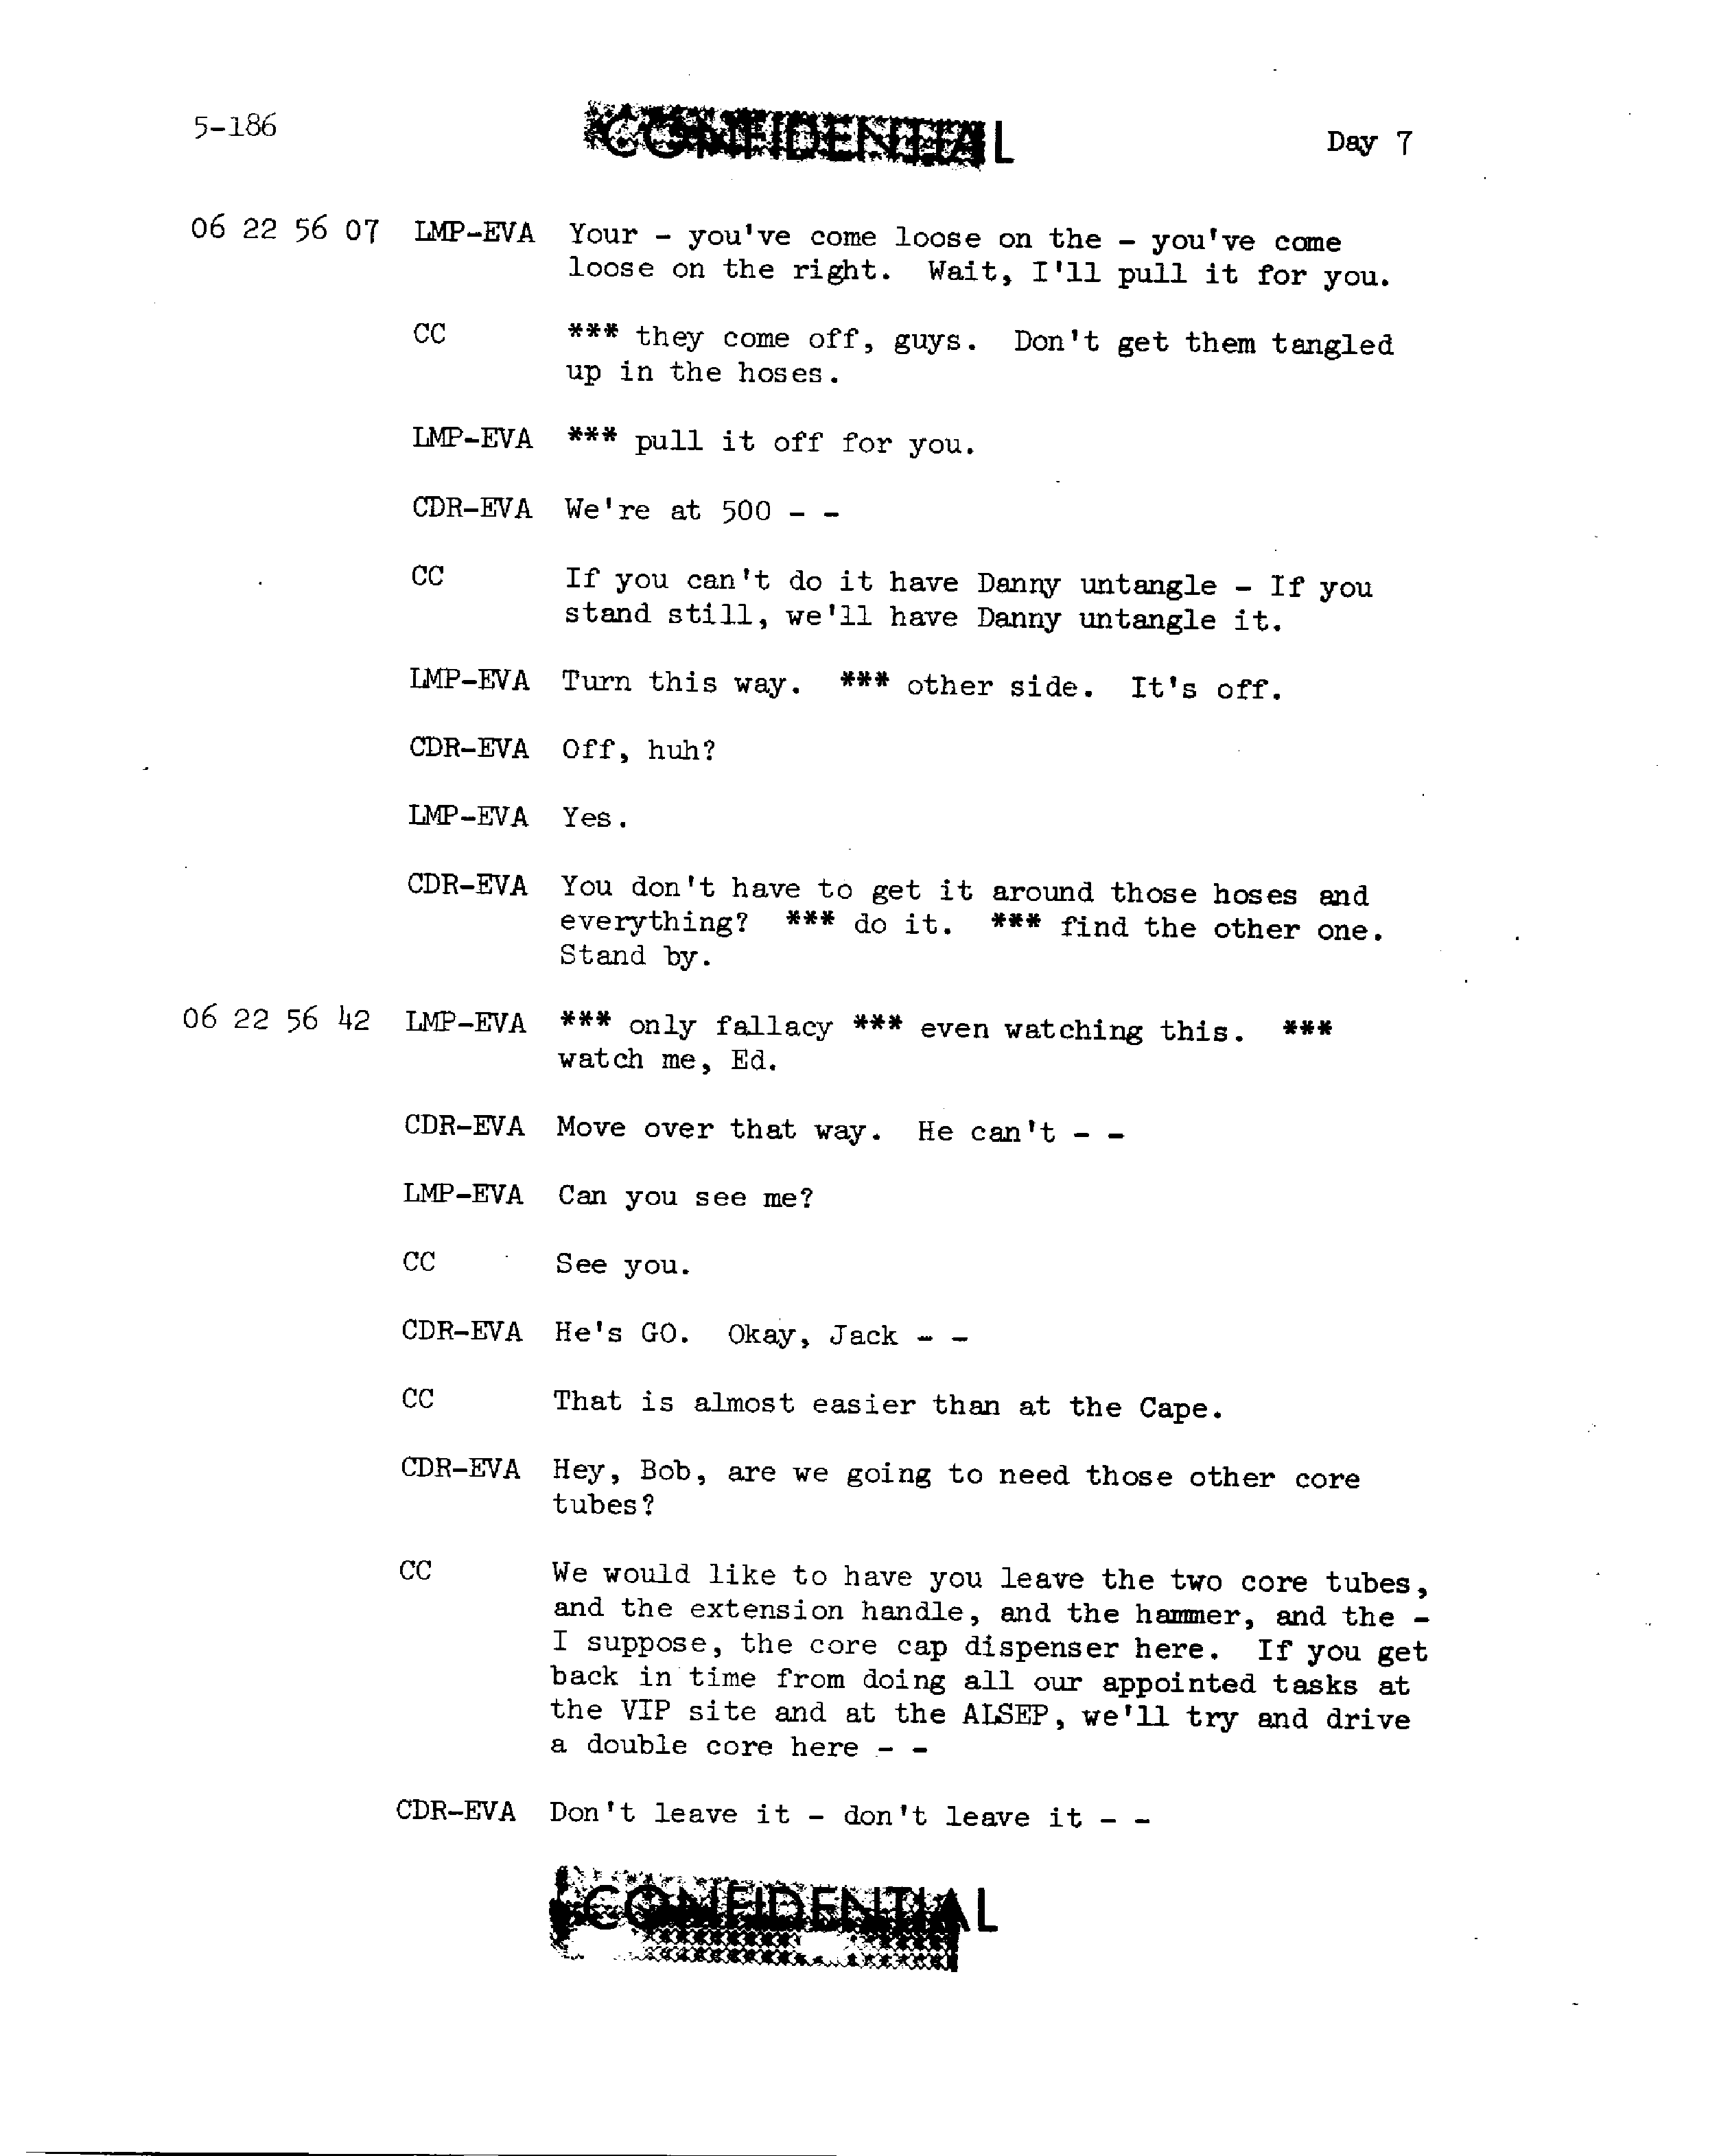 5-186
CONFIDENTIAL
Day 7
06 22 56 07 LMP-EVA Your - you've come loose on the - you've come
loose on the right. Wait, I'll pull it for you.
CC *** they come off, guys. Don't get them tangled
up in the hoses.
LMP-EVA *** pull it off for you.
CDR-EVA We're at 500 - -
CC If you can't do it have Danny untangle - If you
stand still, we'll have Danny untangle it.
LMP-EVA Turn this way. *** other side. It's off.
CDR-EVA Off, huh?
LMP-EVA Yes.
CDR-EVA You don't have to get it around those hoses and
everything? *** do it. *** find the other one.
Stand by.
06 22 56 42 LMP-EVA *** only fallacy *** even watching this. ***
watch me, Ed.
CDR-EVA Move over that way. He can't - -
LMP-EVA Can you see me?
CC See you.
CDR-EVA He's GO. Okay, Jack - -
CC That is almost easier than at the Cape.
CDR-EVA Hey, Bob, are we going to need those other core
tubes?
CC We would like to have you leave the two core tubes,
and the extension handle, and the hammer, and the -
I suppose, the core cap dispenser here. If you get
back in time from doing all our appointed tasks at
the VIP site and at the ALSEP, we'll try and drive
a double core here - -
CDR-EVA Don't leave it - don't leave it - -
CONFIDENTIAL